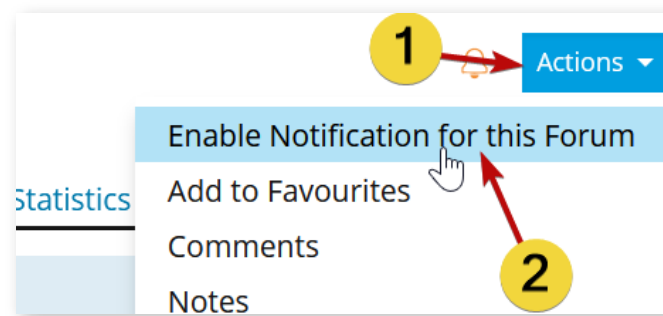 1
Actions
Enable Notification for this Forum
Statistics
Add to Favourites
Comments
2
Notes